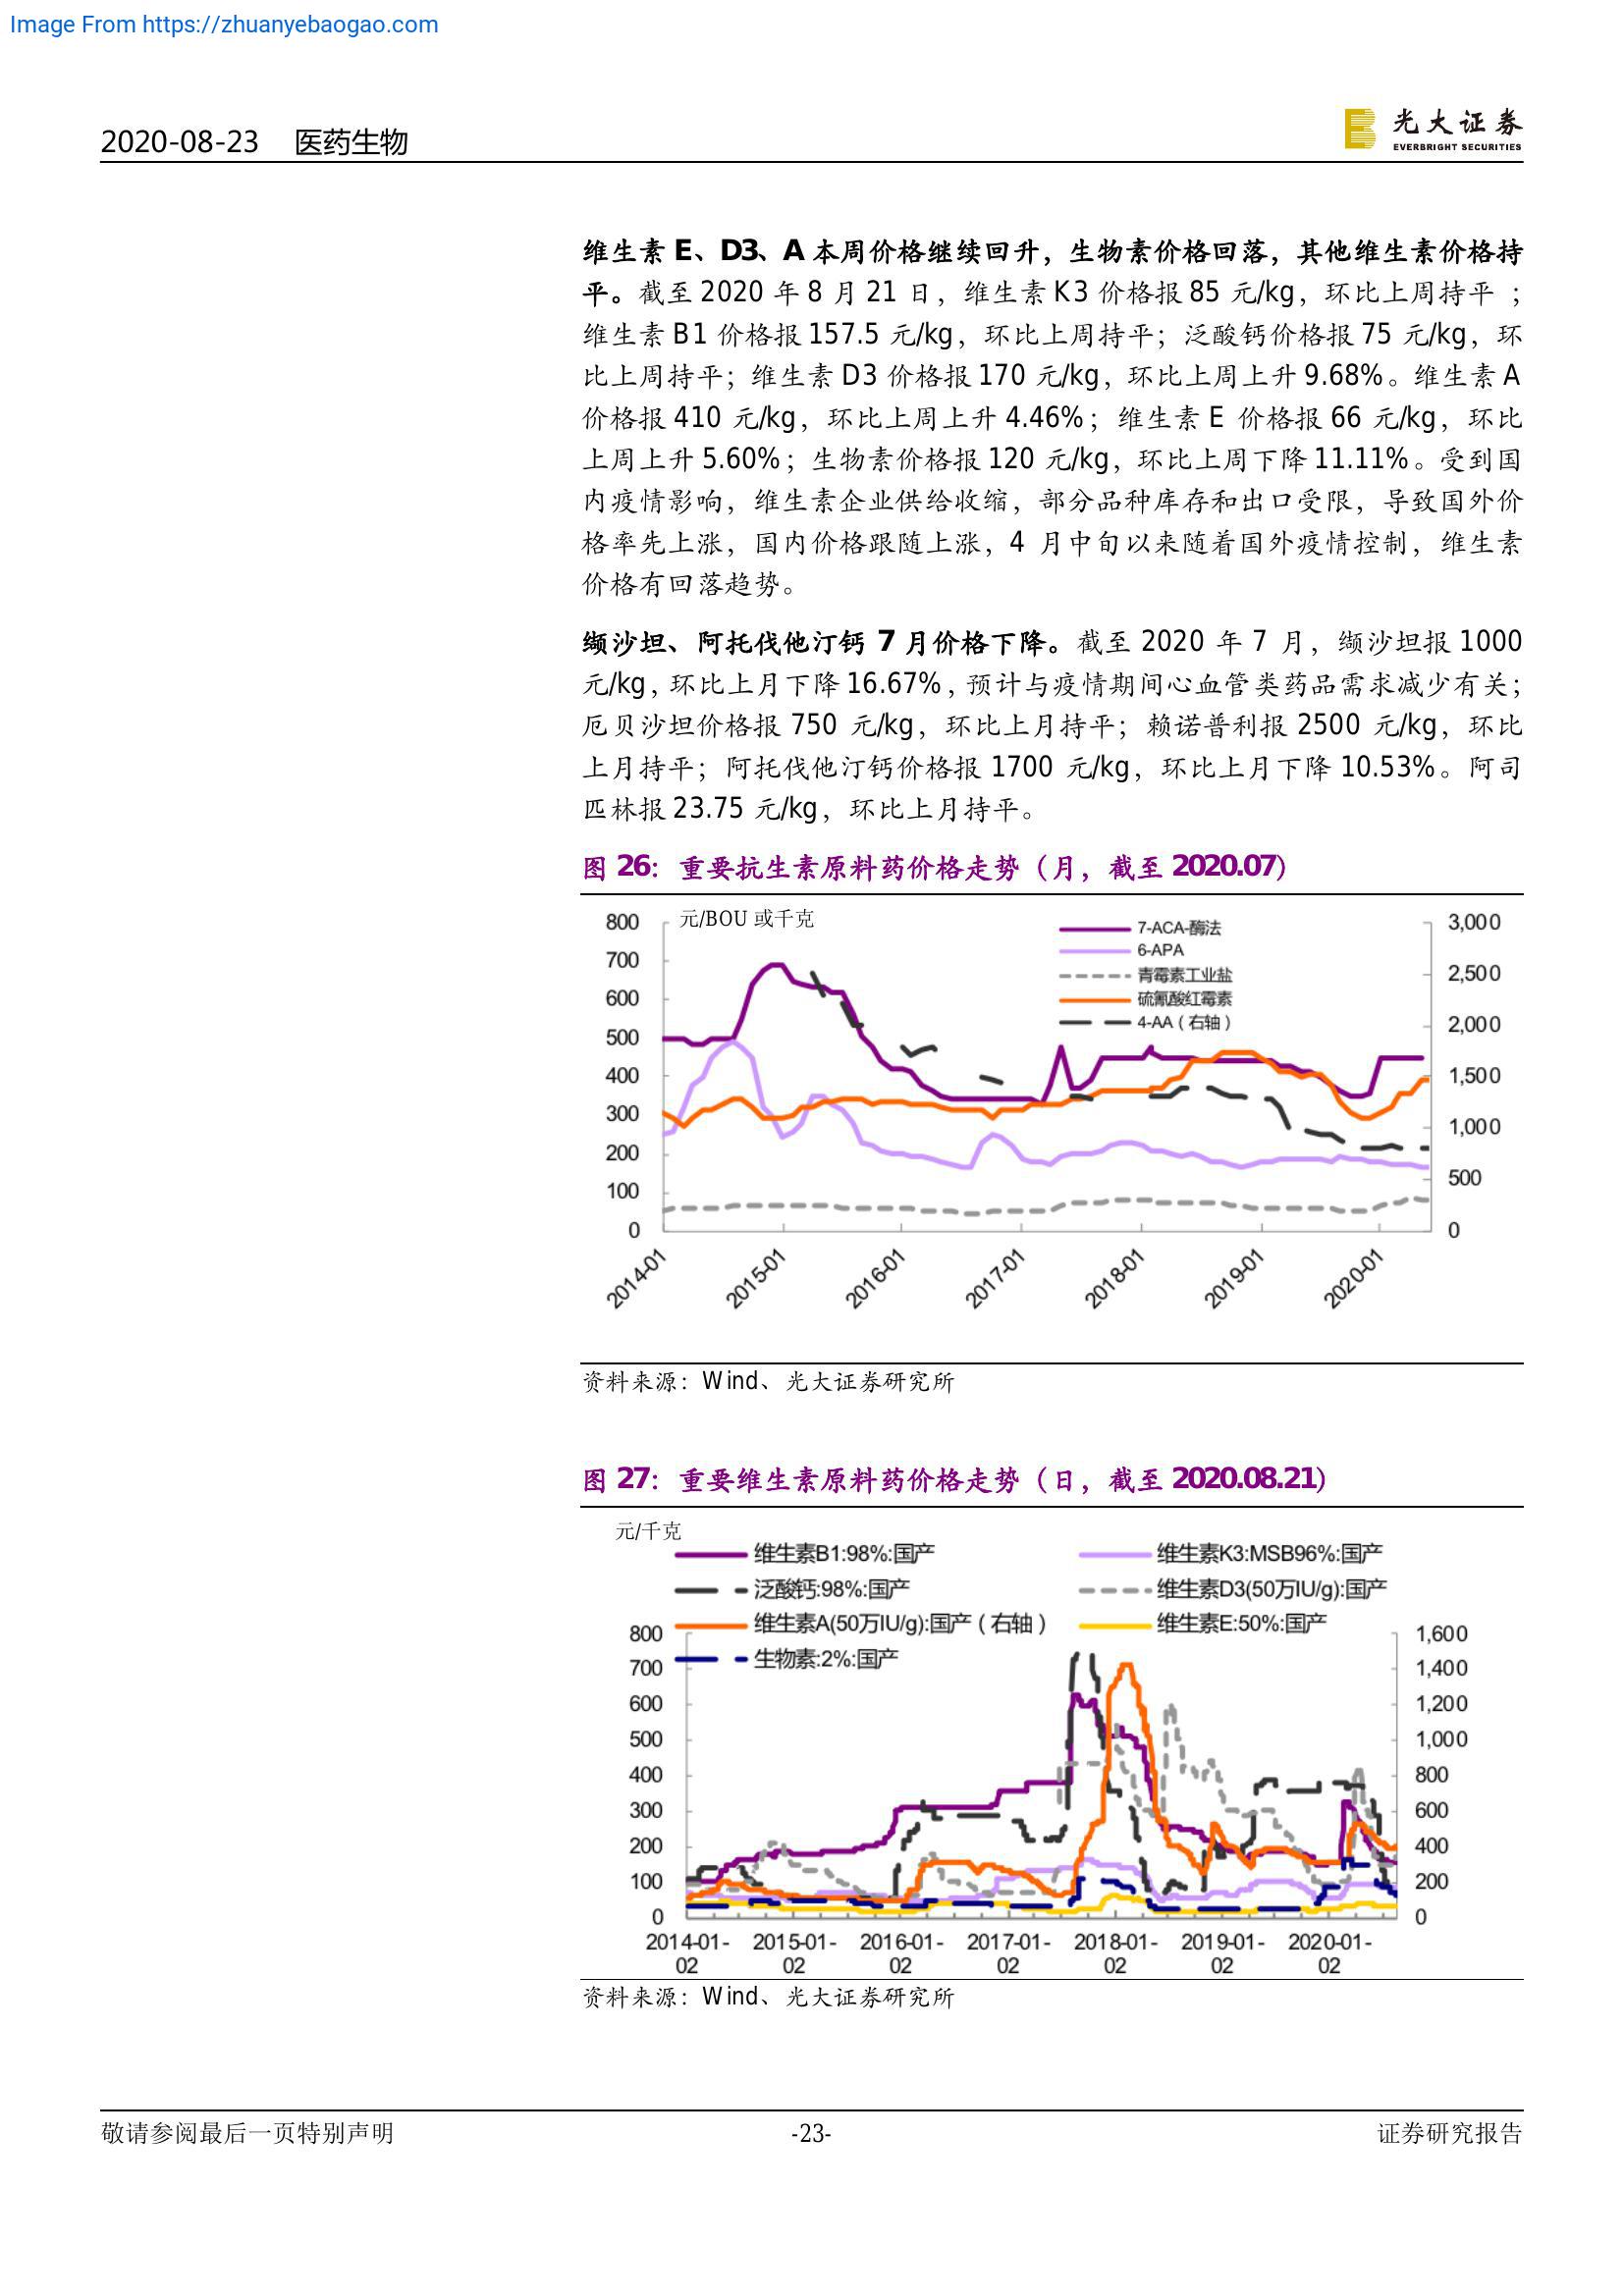 Image From https://zhuanyebaogao.com
2020-08-23 医药生物
光大证券
EVERBRIGHT SECURITIES
维生素 E、D3、A 本周价格继续回升，生物素价格回落，其他维生素价格持
平。截至 2020 年 8 月 21 日，维生素 K3 价格报 85 元/kg，环比上周持平 ；
维生素 B1 价格报 157.5 元/kg，环比上周持平；泛酸钙价格报 75 元/kg，环
比上周持平；维生素 D3 价格报 170 元/kg，环比上周上升 9.68%。维生素 A
价格报 410 元/kg，环比上周上升 4.46%；维生素 E 价格报 66 元/kg，环比
上周上升 5.60%；生物素价格报 120 元/kg，环比上周下降 11.11%。受到国
内疫情影响，维生素企业供给收缩，部分品种库存和出口受限，导致国外价
格率先上涨，国内价格跟随上涨，4 月中旬以来随着国外疫情控制，维生素
价格有回落趋势。
缬沙坦、阿托伐他汀钙 7 月价格下降。截至 2020 年 7 月，缬沙坦报 1000
元/kg，环比上月下降 16.67%，预计与疫情期间心血管类药品需求减少有关；
厄贝沙坦价格报 750 元/kg，环比上月持平；赖诺普利报 2500 元/kg，环比
上月持平；阿托伐他汀钙价格报 1700 元/kg，环比上月下降 10.53%。阿司
匹林报 23.75 元/kg，环比上月持平。
图 26：重要抗生素原料药价格走势（月，截至 2020.07）
元/BOU 或千克
800
700
600
500
400
300
200
100
0
7-ACA-酶法
6-APA
青霉素工业盐
硫氰酸红霉素
4-AA（右轴）
3,000
2,500
2,000
1,500
1,000
500
0
2014-01
2015-01
2016-01
2017-01
2018-01
2019-01
2020-01
资料来源：Wind、光大证券研究所
图 27：重要维生素原料药价格走势（日，截至 2020.08.21）
元/千克
维生素B1:98%:国产
维生素K3:MSB96%:国产
泛酸钙:98%:国产
维生素D3(50万IU/g):国产
维生素A(50万IU/g):国产（右轴）
维生素E:50%:国产
生物素:2%:国产
800
700
600
500
400
300
200
100
0
1,600
1,400
1,200
1,000
800
600
400
200
0
2014-01- 2015-01- 2016-01- 2017-01- 2018-01- 2019-01- 2020-01-
02 02 02 02 02 02 02
资料来源：Wind、光大证券研究所
敬请参阅最后一页特别声明
-23-
证券研究报告